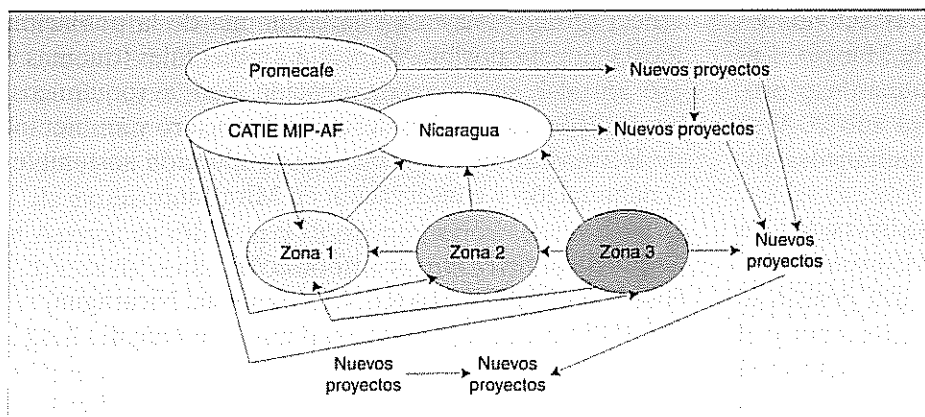 Promecafe
Nuevos proyectos
CATIE MIP-AF
Nicaragua
Nuevos proyectos
Zona 1
Zona 2
Zona 3
Nuevos
proyectos
Nuevos
proyectos
Nuevos
proyectos